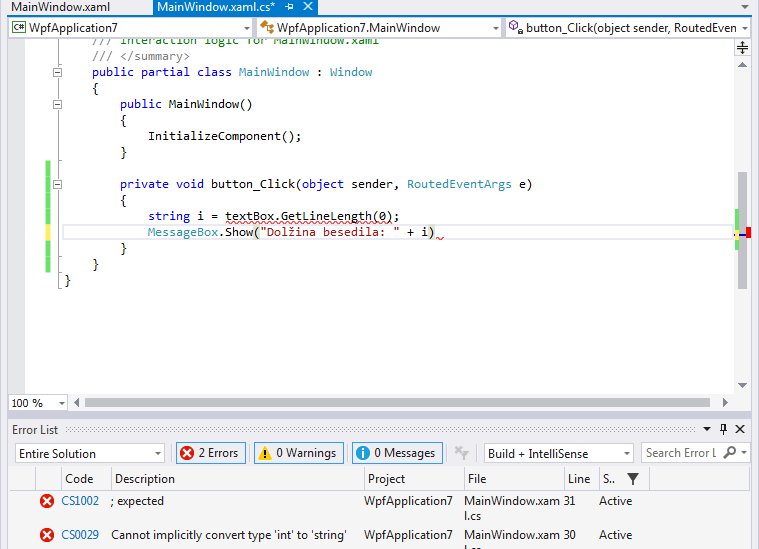 MainWindow.xaml MainWindow.xaml.cs*
C# WpfApplication7 WpfApplication7.MainWindow button_Click(object sender, RoutedEven
/// Interaction logic for MainWindow.xaml
/// </summary>
public partial class MainWindow : Window
{
public MainWindow()
{
InitializeComponent();
}
private void button_Click(object sender, RoutedEventArgs e)
{
string i = textBox.GetLineLength(0);
MessageBox.Show("Dolžina besedila: " + i)
}
}
}
100 %
Error List
Entire Solution 2 Errors 0 Warnings 0 Messages Build + IntelliSense Search Error L
Code Description Project File Line S..
CS1002 ; expected WpfApplication7 MainWindow.xam 31 Active
l.cs
CS0029 Cannot implicitly convert type 'int' to 'string' WpfApplication7 MainWindow.xam 30 Active
l.cs